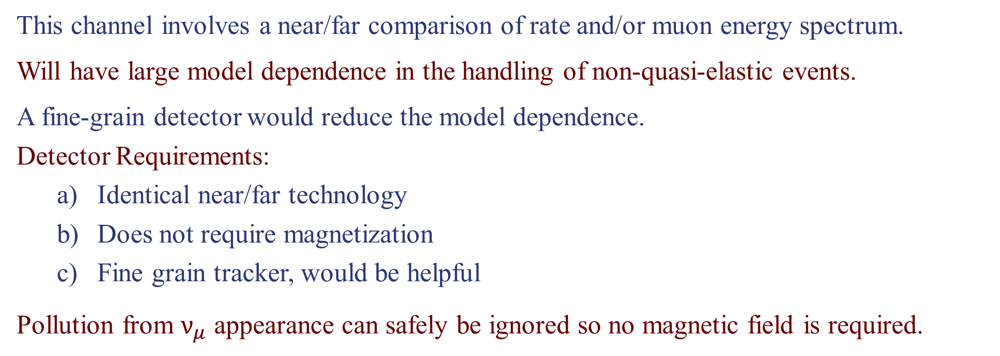 This channel involves a near/far comparison of rate and/or muon energy spectrum.
Will have large model dependence in the handling of non-quasi-elastic events.
A fine-grain detector would reduce the model dependence.
Detector Requirements:
a) Identical near/far technology
b) Does not require magnetization
c) Fine grain tracker, would be helpful
Pollution from νμ appearance can safely be ignored so no magnetic field is required.